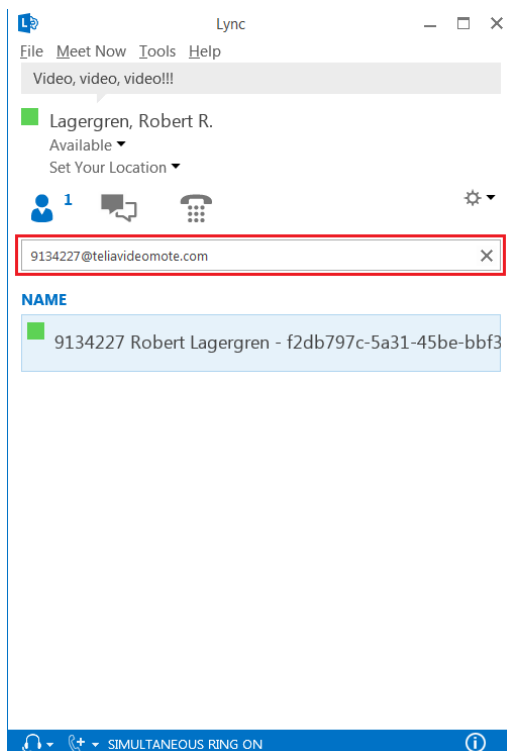 Lync
File Meet Now Tools Help
Video, video, video!!!
Lagergren, Robert R.
Available
Set Your Location
1
9134227@teliavideomote.com
NAME
9134227 Robert Lagergren - f2db797c-5a31-45be-bbf3
SIMULTANEOUS RING ON